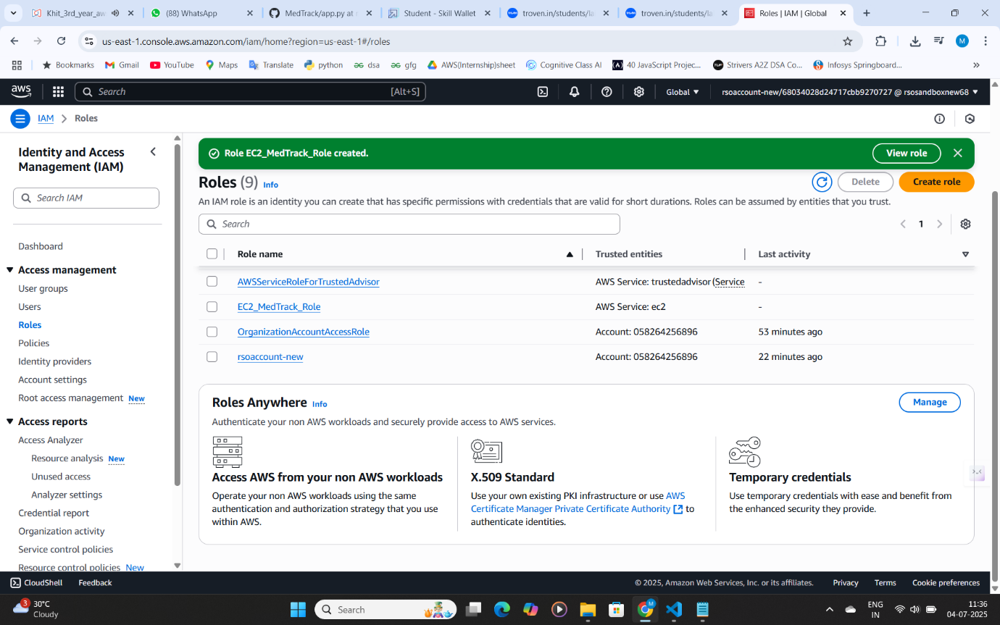 Khit_3rd_year_aw
(88) WhatsApp
MedTrack/app.py at
Student - Skill Wallet
troven.in/students/la
troven.in/students/la
Roles | IAM | Global
us-east-1.console.aws.amazon.com/iam/home?region=us-east-1#/roles
M
Bookmarks
Gmail
YouTube
Maps
Translate
python
dsa
gfg
AWS(Internship)sheet
Cognitive Class AI
40 JavaScript Projec...
Strivers A2Z DSA Co...
Infosys Springboard...
aws
Search
[Alt+S]
Global
rsoaccount-new/68034028d24717cbb9270727 @ rsosandboxnew68
IAM
Roles
Identity and Access
Management (IAM)
Search IAM
Dashboard
Access management
User groups
Users
Roles
Policies
Identity providers
Account settings
Root access management New
Access reports
Access Analyzer
Resource analysis New
Unused access
Analyzer settings
Credential report
Organization activity
Service control policies
Resource control policies New
Role EC2_MedTrack_Role created.
View role
Roles (9) Info
Delete
Create role
An IAM role is an identity you can create that has specific permissions with credentials that are valid for short durations. Roles can be assumed by entities that you trust.
Search
1
Role name
Trusted entities
Last activity
AWSServiceRoleForTrustedAdvisor
AWS Service: trustedadvisor (Service
-
EC2_MedTrack_Role
AWS Service: ec2
-
OrganizationAccountAccessRole
Account: 058264256896
53 minutes ago
rsoaccount-new
Account: 058264256896
22 minutes ago
Roles Anywhere Info
Manage
Authenticate your non AWS workloads and securely provide access to AWS services.
Access AWS from your non AWS workloads
Operate your non AWS workloads using the same
authentication and authorization strategy that you use
within AWS.
X.509 Standard
Use your own existing PKI infrastructure or use AWS
Certificate Manager Private Certificate Authority to
authenticate identities.
Temporary credentials
Use temporary credentials with ease and benefit from
the enhanced security they provide.
CloudShell
Feedback
© 2025, Amazon Web Services, Inc. or its affiliates.
Privacy
Terms
Cookie preferences
3
30°C
Cloudy
Search
M
ENG
IN
11:36
04-07-2025